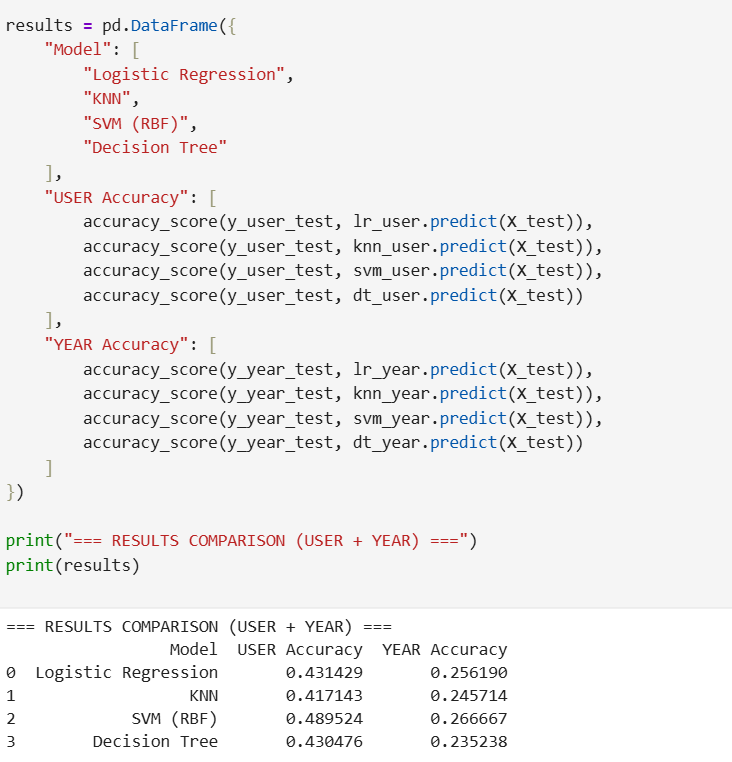 results = pd.DataFrame({
    "Model": [
        "Logistic Regression",
        "KNN",
        "SVM (RBF)",
        "Decision Tree"
    ],
    "USER Accuracy": [
        accuracy_score(y_user_test, lr_user.predict(X_test)),
        accuracy_score(y_user_test, knn_user.predict(X_test)),
        accuracy_score(y_user_test, svm_user.predict(X_test)),
        accuracy_score(y_user_test, dt_user.predict(X_test))
    ],
    "YEAR Accuracy": [
        accuracy_score(y_year_test, lr_year.predict(X_test)),
        accuracy_score(y_year_test, knn_year.predict(X_test)),
        accuracy_score(y_year_test, svm_year.predict(X_test)),
        accuracy_score(y_year_test, dt_year.predict(X_test))
    ]
})

print("=== RESULTS COMPARISON (USER + YEAR) ===")
print(results)

=== RESULTS COMPARISON (USER + YEAR) ===
                 Model  USER Accuracy  YEAR Accuracy
0  Logistic Regression       0.431429       0.256190
1                  KNN       0.417143       0.245714
2            SVM (RBF)       0.489524       0.266667
3        Decision Tree       0.430476       0.235238